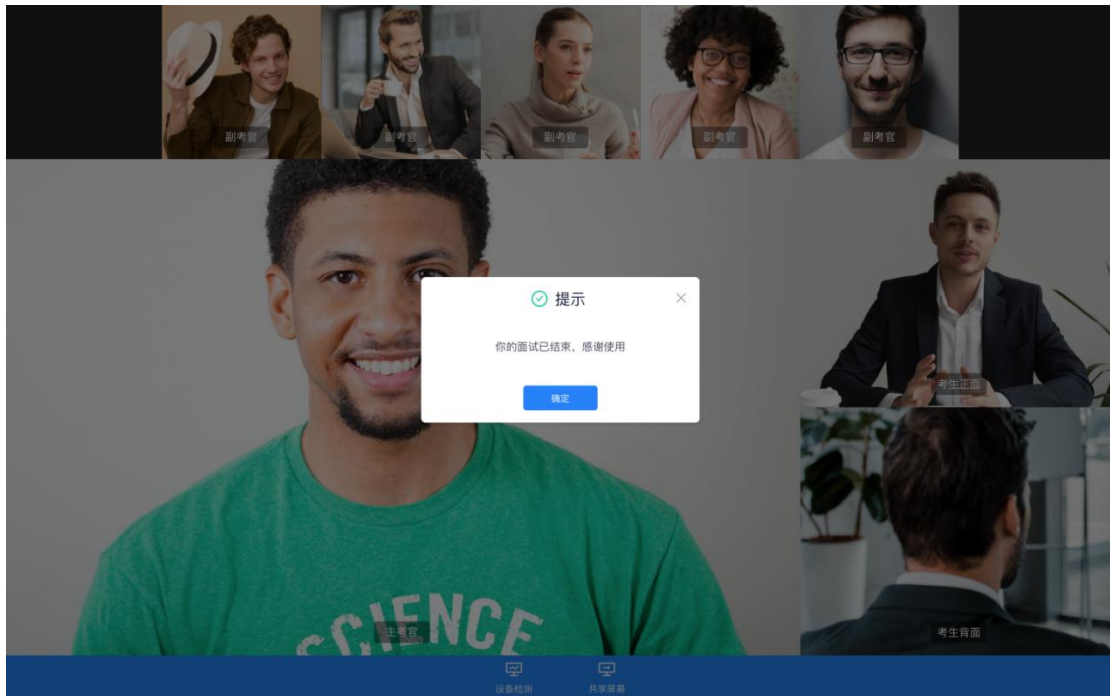 副考官
副考官
副考官
副考官
副考官
提示
你的面试已结束，感谢使用
确定
考生正面
SCIENCE
主考官
考生背面
设备检测
共享屏幕